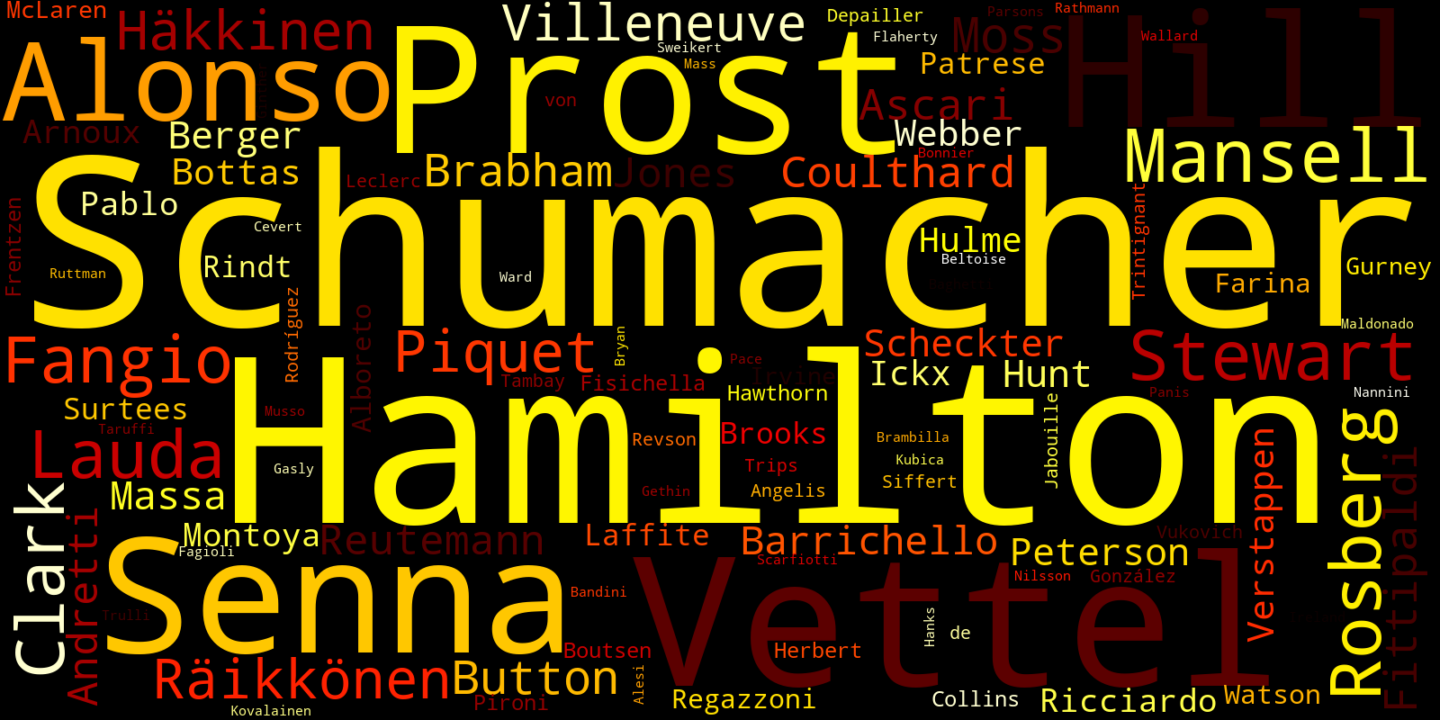 McLaren
Häkkinen
Villeneuve
Depailler
Parsons
Rathmann
Alonso
Prost
Sweikert
Mass
Flaherty
Moss
Hill
Wallard
Patrese
von
Ascari
Arnoux
Berger
Webber
Bonnier
Mansell
Bottas
Leclerc
Brabham
Jones
Coulthard
Schumacher
Pablo
Cevert
Frentzen
Ruttman
Rindt
Ward
Hulme
Beltoise
Trintignant
Farina
Gurney
Rodríguez
Maldonado
Fangio
Alboreto
Piquet
Bryan
Scheckter
Stewart
Pace
Irvine
Ickx
Hunt
Tambay
Fisichella
Hawthorn
Panis
Nannini
Surtees
Musso
Taruffi
Hamilton
Lauda
Revson
Brooks
Brambilla
Kubica
Jabouille
Rosberg
Gasly
Trips
Siffert
Massa
Gethin
Angelis
Clark
Andretti
Montoya
Fagioli
Reutemann
Laffite
Barrichello
Peterson
Vukovich
Verstappen
Fittipaldi
Scarfiotti
Nilsson
González
Senna
Bandini
Vettel
Trulli
Hanks
de
Boutsen
Herbert
Räikkönen
Button
Alesi
Pironi
Regazzoni
Collins
Ricciardo
Watson
Kovalainen